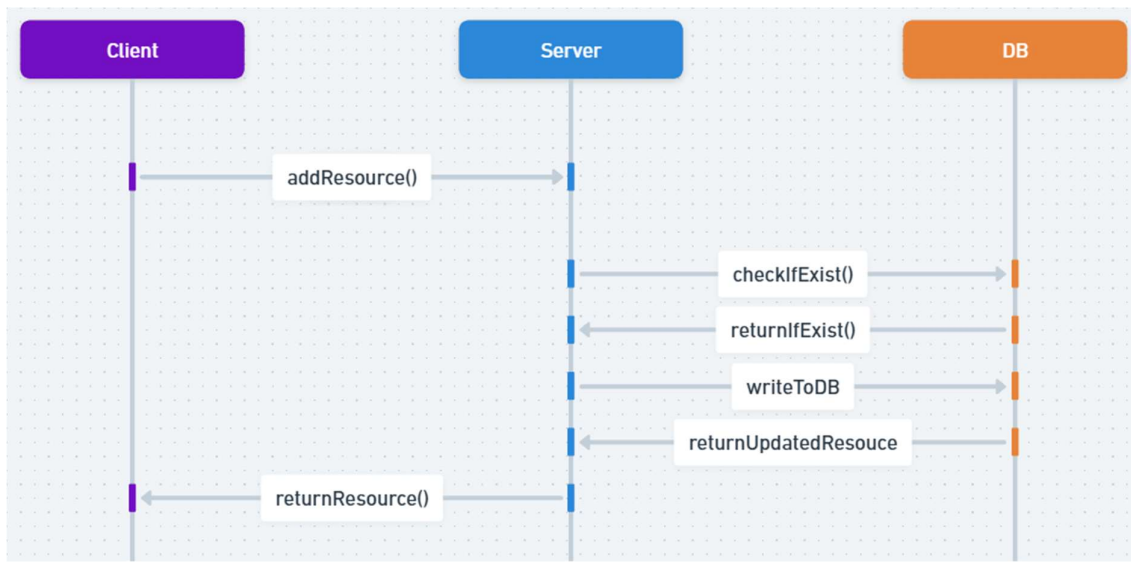 Client
Server
DB
addResource()
checkIfExist()
returnIfExist()
writeToDB
returnUpdatedResouce
returnResource()